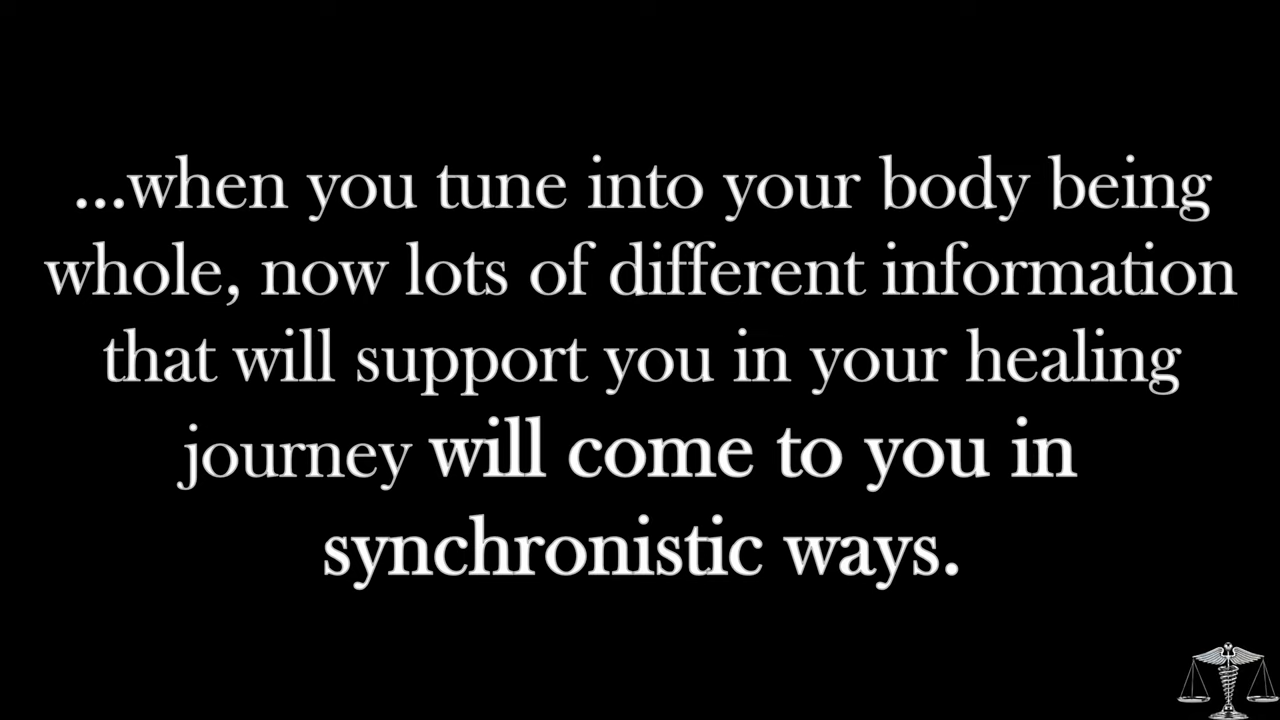 ...when you tune into your body being
whole, now lots of different information
that will support you in your healing
journey will come to you in
synchronistic ways.